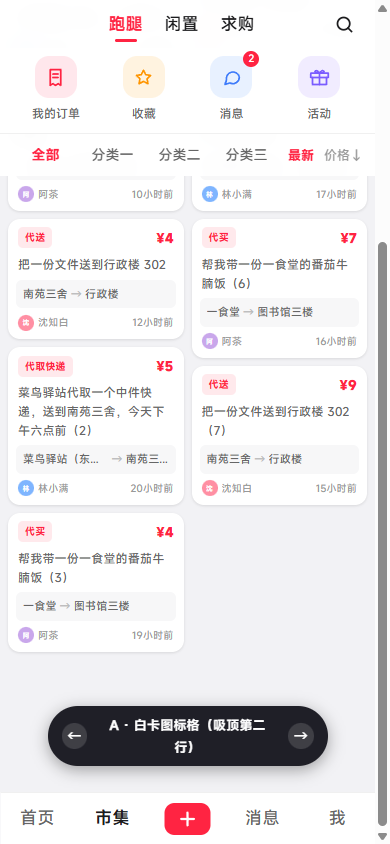 跑腿 闲置 求购
2
我的订单 收藏 消息 活动
全部 分类一 分类二 分类三 最新 价格↓
阿 阿茶 10小时前
林 林小满 17小时前
代送 ¥4
把一份文件送到行政楼 302
南苑三舍 → 行政楼
沈 沈知白 12小时前
代买 ¥7
帮我带一份一食堂的番茄牛
腩饭（6）
一食堂 → 图书馆三楼
阿 阿茶 16小时前
代取快递 ¥5
菜鸟驿站代取一个中件快
递，送到南苑三舍，今天下
午六点前（2）
菜鸟驿站（东... → 南苑三...
林 林小满 20小时前
代送 ¥9
把一份文件送到行政楼 302
（7）
南苑三舍 → 行政楼
沈 沈知白 15小时前
代买 ¥4
帮我带一份一食堂的番茄牛
腩饭（3）
一食堂 → 图书馆三楼
阿 阿茶 19小时前
← A · 白卡图标格（吸顶第二
行） →
首页 市集 + 消息 我